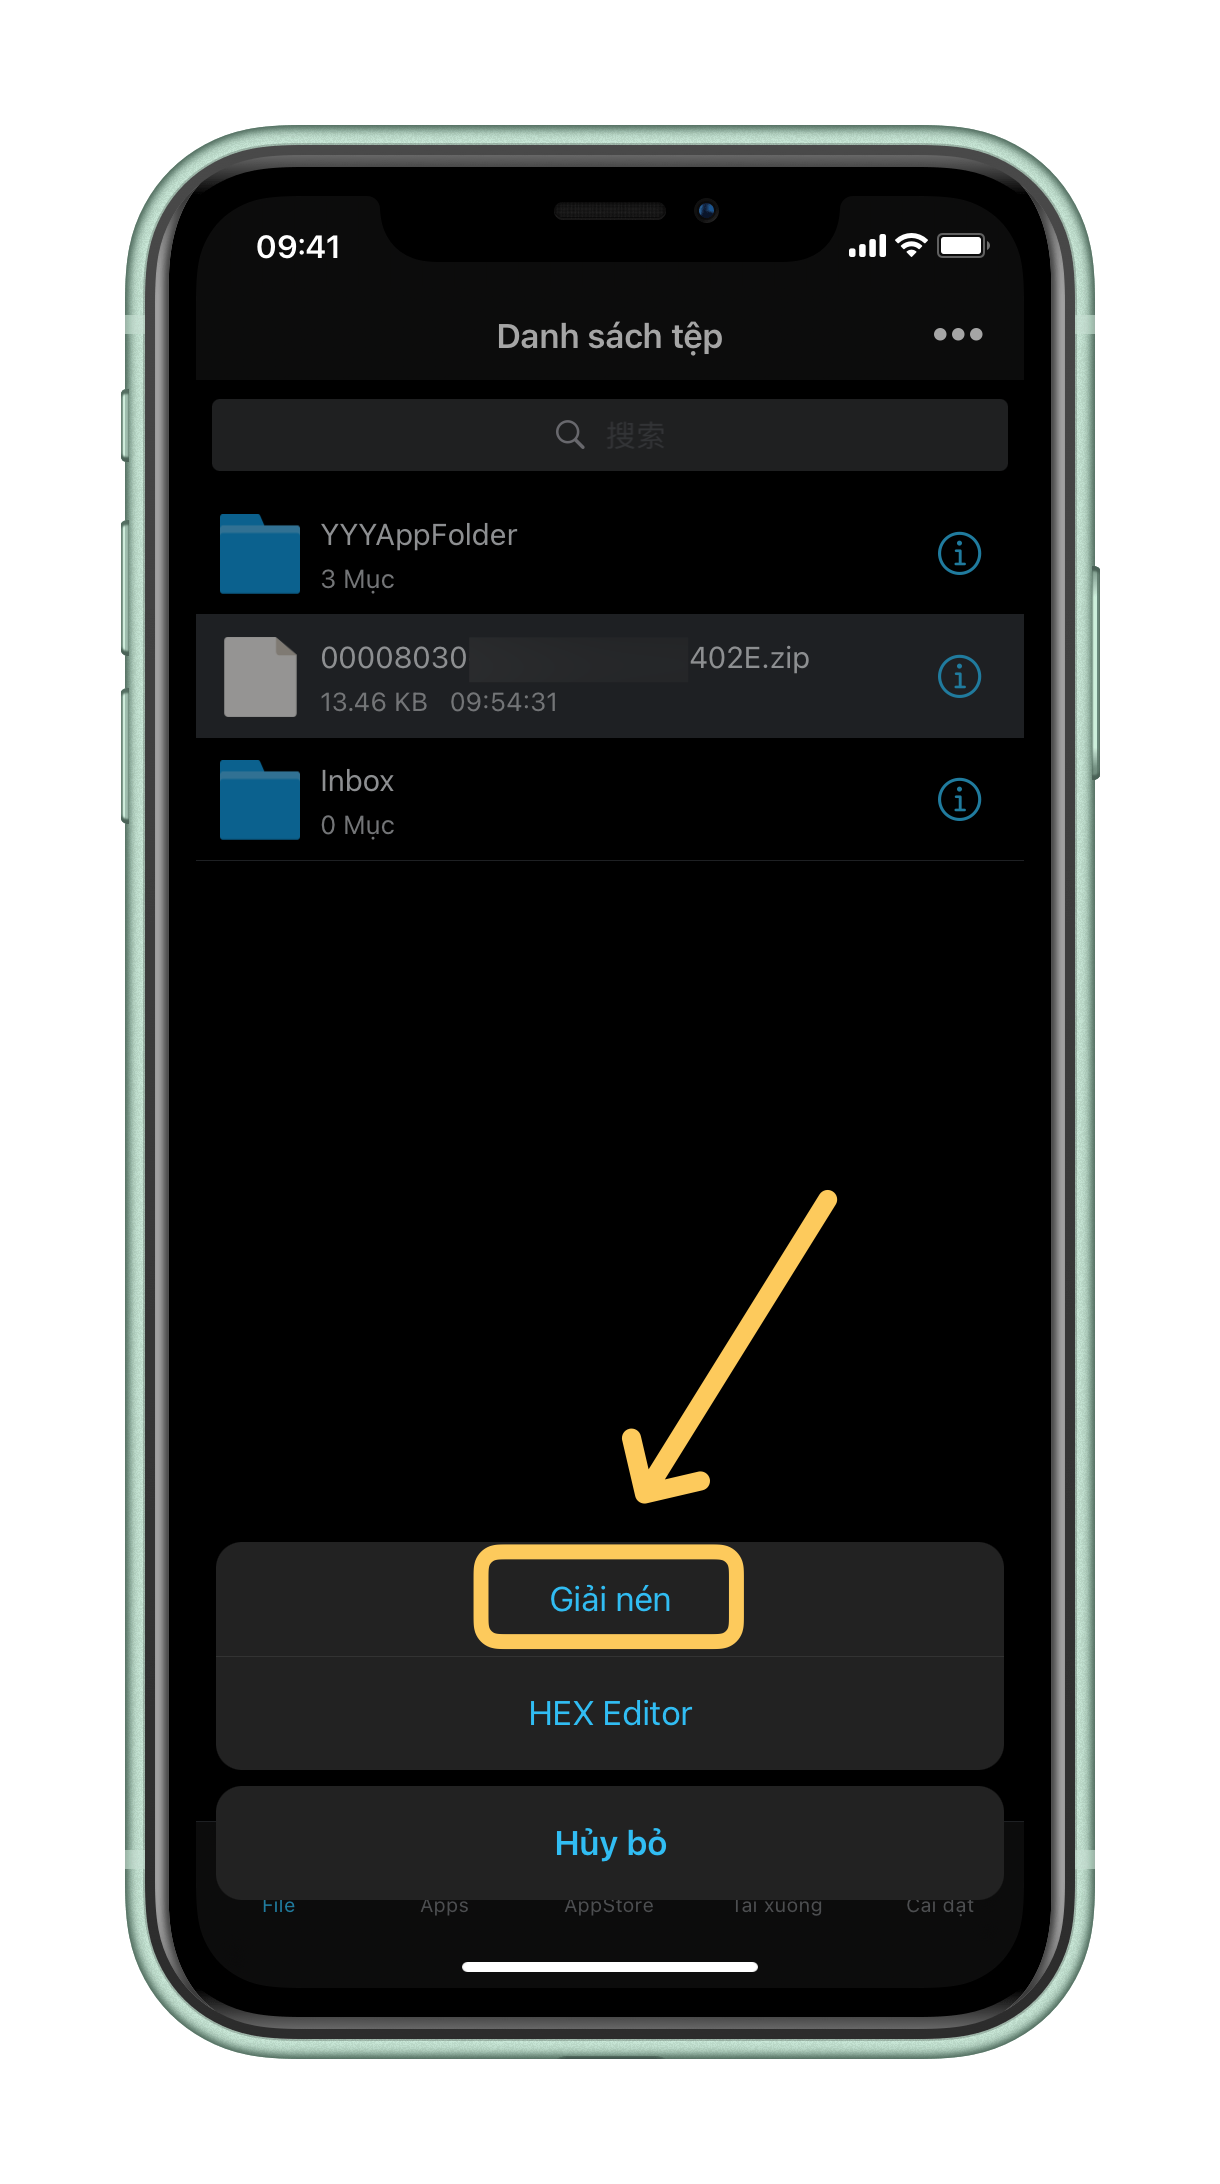 09:41
Danh sách tệp
搜索
YYYAppFolder
3 Mục
00008030 402E.zip
13.46 KB 09:54:31
Inbox
0 Mục
Giải nén
HEX Editor
Hủy bỏ
File Apps AppStore Tải xuống Cài đặt